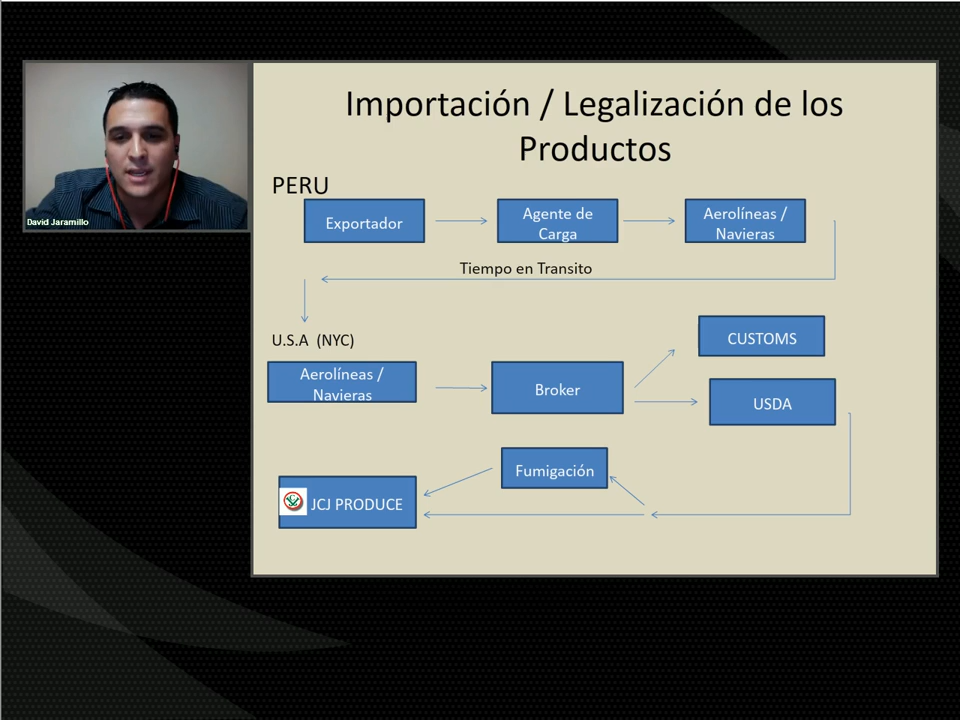 Importación / Legalización de los
Productos
PERU
Exportador
Agente de
Carga
Aerolíneas /
Navieras
David Jaramillo
Tiempo en Transito
U.S.A (NYC)
CUSTOMS
Aerolíneas /
Navieras
Broker
USDA
Fumigación
JCJ PRODUCE